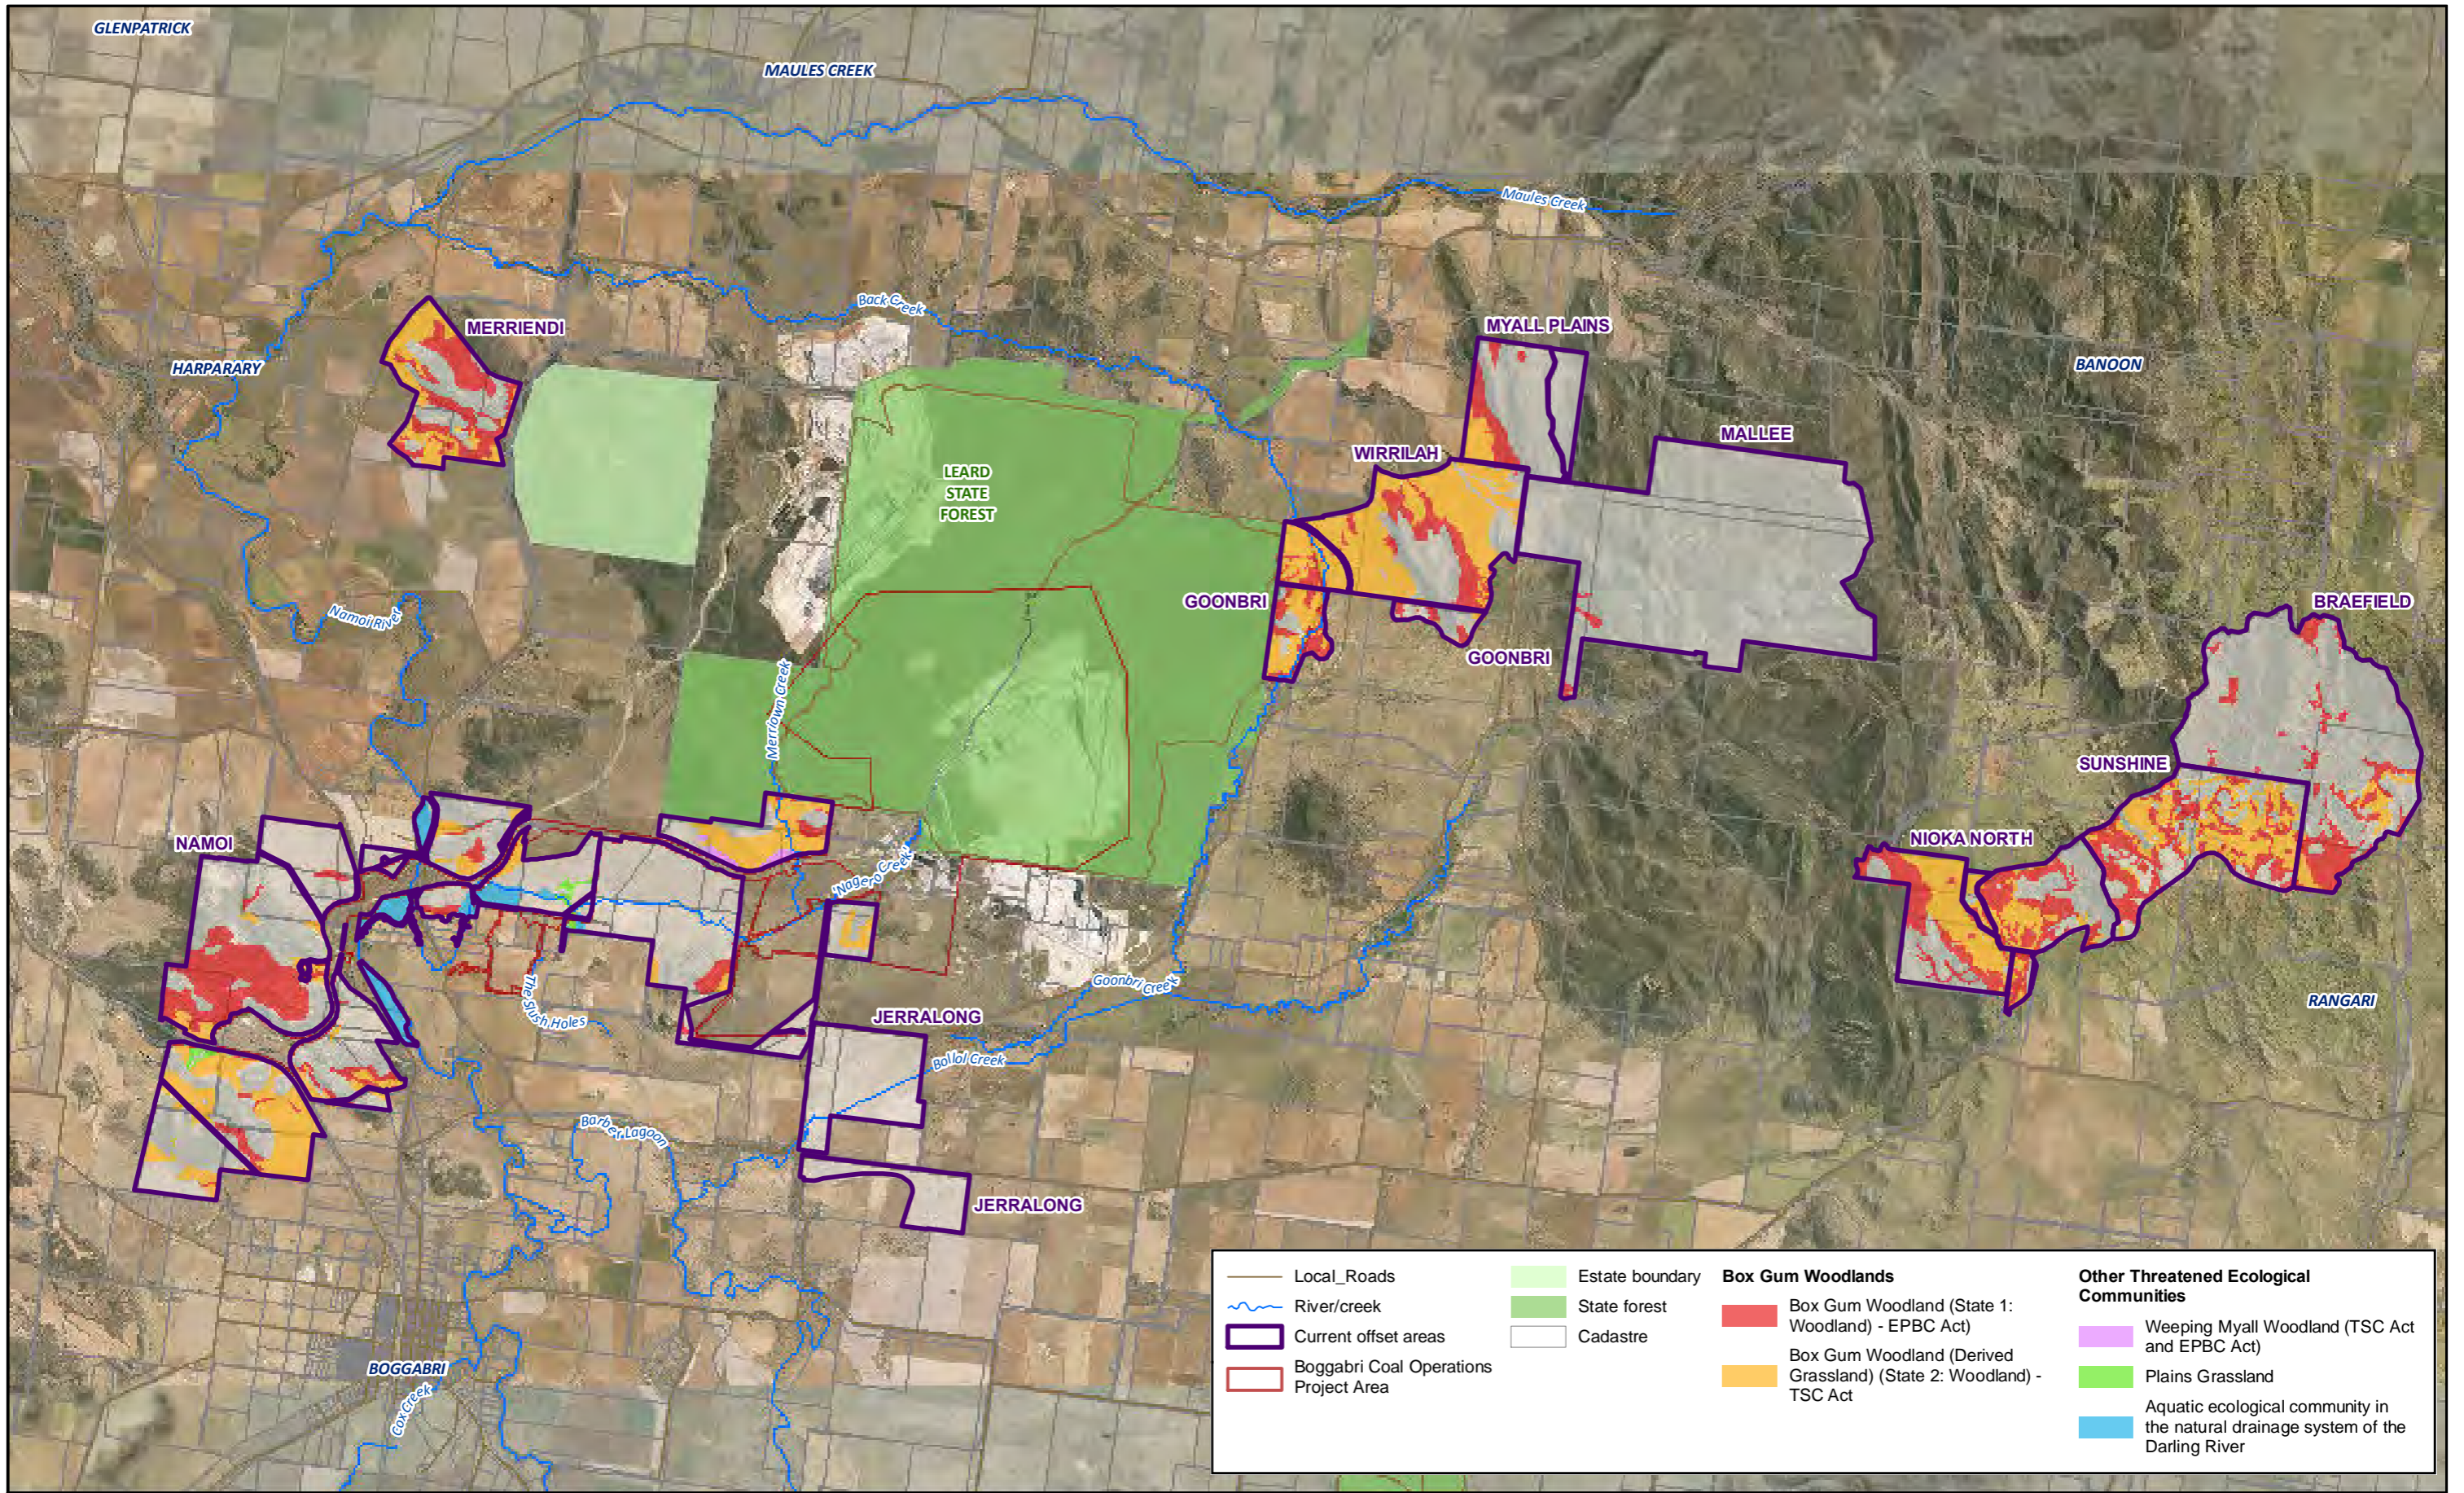 GLENPATRICK
MAULES CREEK
Maules Creek
Back Creek
MERRIENDI
MYALL PLAINS
HARPARARY
BANOON
MALLEE
WIRRILAH
LEARD
STATE
FOREST
Namoi River
GOONBRI
BRAEFIELD
GOONBRI
Merriown Creek
SUNSHINE
NAMOI
NIOKA NORTH
'Nagero Creek'
Goonbri Creek
The Slush Holes
RANGARI
JERRALONG
Bollol Creek
Barber Lagoon
JERRALONG
BOGGABRI
Cox Creek
Local_Roads
River/creek
Current offset areas
Boggabri Coal Operations
Project Area
Estate boundary
State forest
Cadastre
Box Gum Woodlands
Box Gum Woodland (State 1:
Woodland) - EPBC Act)
Box Gum Woodland (Derived
Grassland) (State 2: Woodland) -
TSC Act
Other Threatened Ecological
Communities
Weeping Myall Woodland (TSC Act
and EPBC Act)
Plains Grassland
Aquatic ecological community in
the natural drainage system of the
Darling River